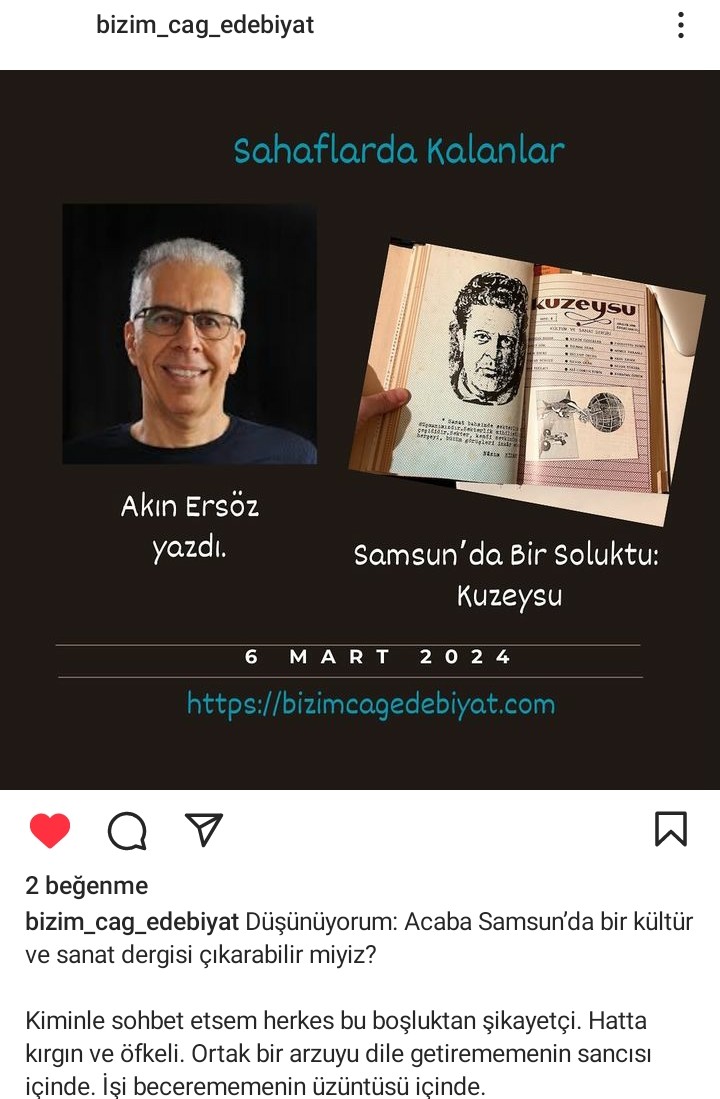 bizim_cag_edebiyat
Sahaflarda Kalanlar
kuzeysu
KÜLTÜR VE SANAT DERGİSİ
Akın Ersöz
yazdı.
Samsun'da Bir Soluktu:
Kuzeysu
6 MART 2024
https://bizimcagedebiyat.com
2 beğenme
bizim_cag_edebiyat Düşünüyorum: Acaba Samsun’da bir kültür
ve sanat dergisi çıkarabilir miyiz?
Kiminle sohbet etsem herkes bu boşluktan şikayetçi. Hatta
kırgın ve öfkeli. Ortak bir arzuyu dile getirememenin sancısı
içinde. İşi becerememenin üzüntüsü içinde.